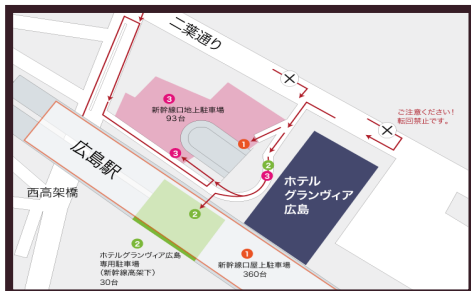 二葉通り
3
新幹線口地上駐車場
93台
ご注意ください!
転回禁止です。
1
広島駅
3
2
3
ホテル
グランヴィア
広島
西高架橋
2
2
ホテルグランヴィア広島
専用駐車場
(新幹線高架下)
30台
1
新幹線口屋上駐車場
360台